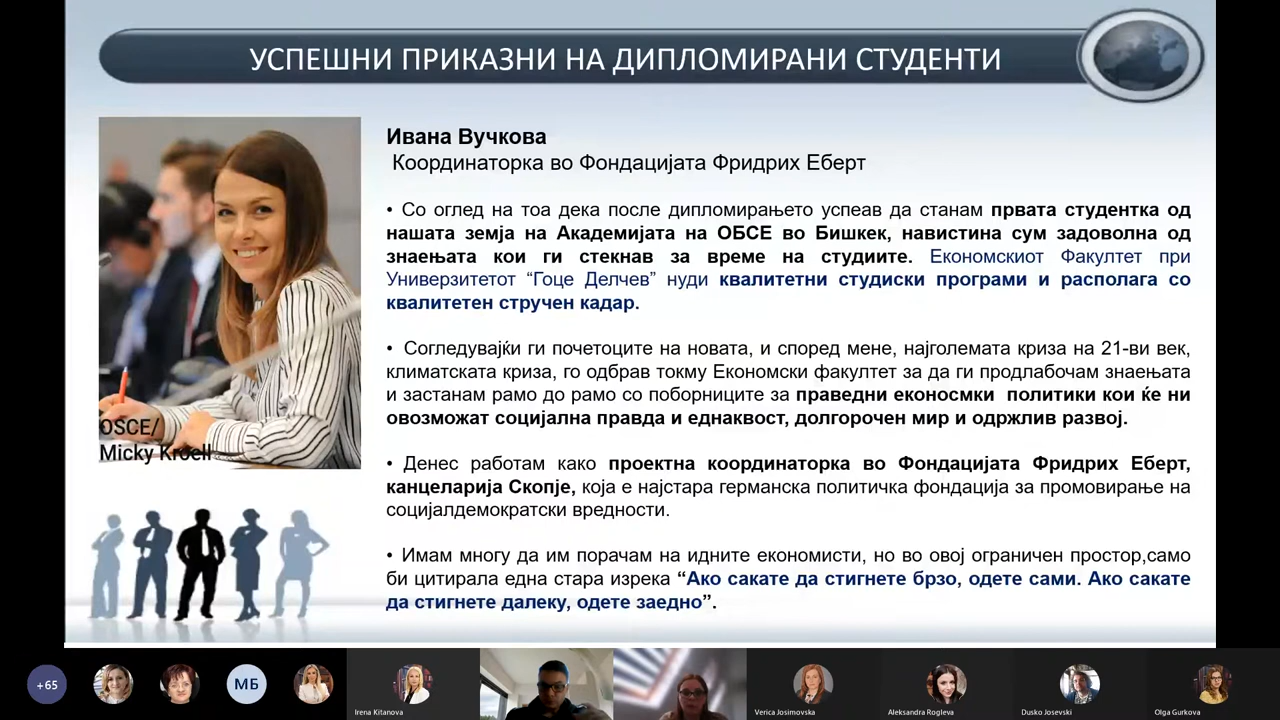 УСПЕШНИ ПРИКАЗНИ НА ДИПЛОМИРАНИ СТУДЕНТИ
Ивана Вучкова
Координаторка во Фондацијата Фридрих Еберт
• Со оглед на тоа дека после дипломирањето успеав да станам првата студентка од
нашата земја на Академијата на ОБСЕ во Бишкек, навистина сум задоволна од
знаењата кои ги стекнав за време на студиите. Економскиот Факултет при
Универзитетот “Гоце Делчев” нуди квалитетни студиски програми и располага со
квалитетен стручен кадар.
• Согледувајќи ги почетоците на новата, и според мене, најголемата криза на 21-ви век,
климатската криза, го одбрав токму Економски факултет за да ги продлабочам знаењата
и застанам рамо до рамо со поборниците за праведни економски политики кои ќе ни
овозможат социјална правда и еднаквост, долгорочен мир и одржлив развој.
• Денес работам како проектна координаторка во Фондацијата Фридрих Еберт,
канцеларија Скопје, која е најстара германска политичка фондација за промовирање на
социјалдемократски вредности.
• Имам многу да им порачам на идните економисти, но во овој ограничен простор,само
би цитирала една стара изрека “Ако сакате да стигнете брзо, одете сами. Ако сакате
да стигнете далеку, одете заедно”.
OSCE/
Micky Kroell
+65
МБ
Irena Kitanova
Verica Josimovska
Aleksandra Rogleva
Dusko Josevski
Olga Gurkova